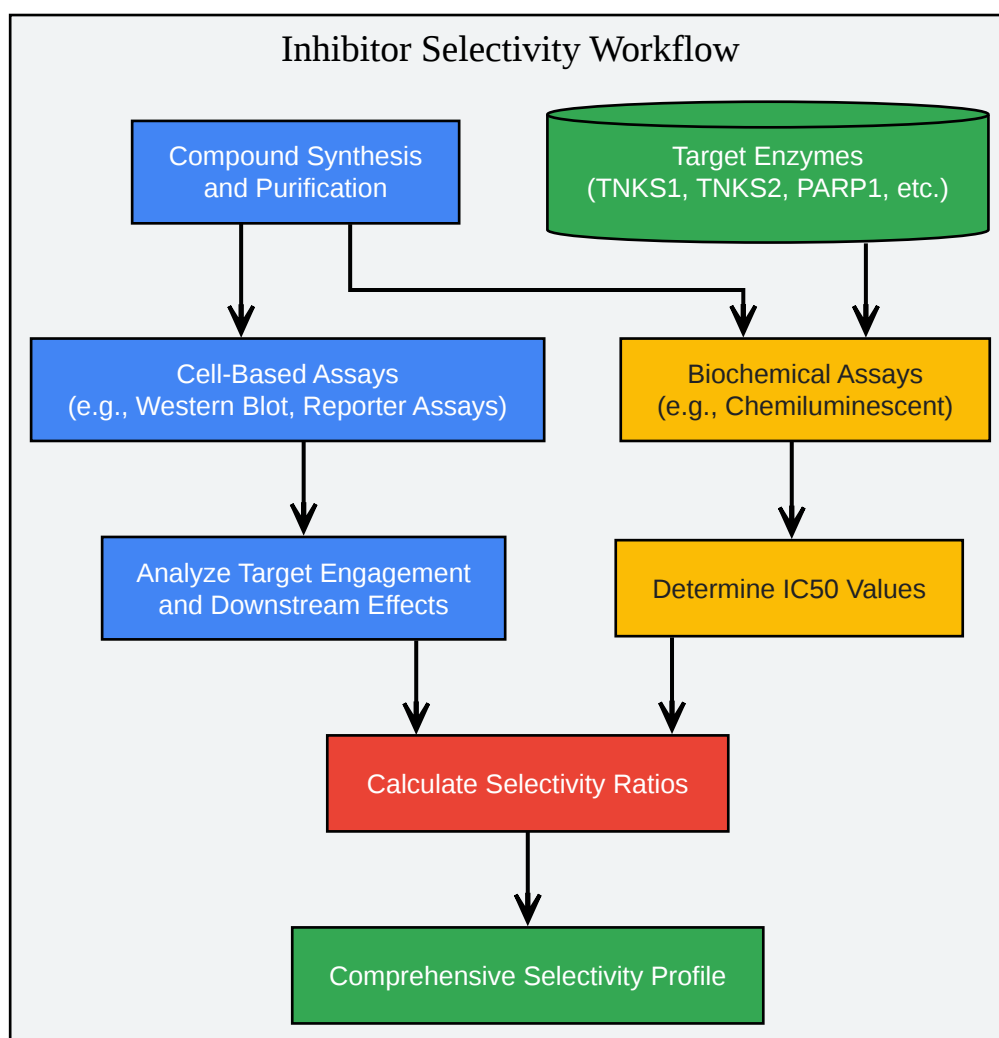 Inhibitor Selectivity Workflow
Compound Synthesis
and Purification
Target Enzymes
(TNKS1, TNKS2, PARP1, etc.)
Cell-Based Assays
(e.g., Western Blot, Reporter Assays)
Biochemical Assays
(e.g., Chemiluminescent)
Analyze Target Engagement
and Downstream Effects
Determine IC50 Values
Calculate Selectivity Ratios
Comprehensive Selectivity Profile